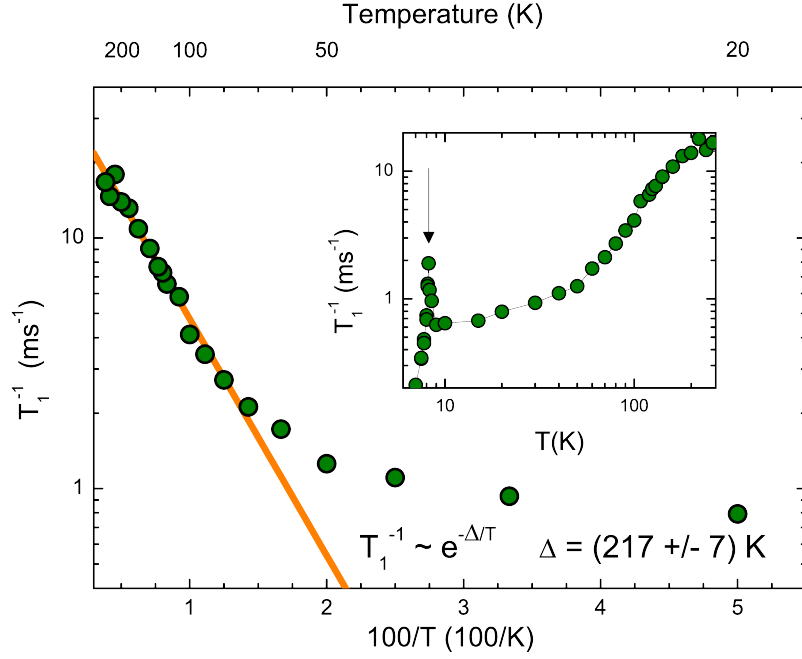 Temperature (K)
200 100 50 20
10
1
T₁⁻¹ (ms⁻¹)
10
1
T₁⁻¹ (ms⁻¹)
10 100
T(K)
T₁⁻¹ ~ e^-Δ/T Δ = (217 +/- 7) K
1 2 3 4 5
100/T (100/K)